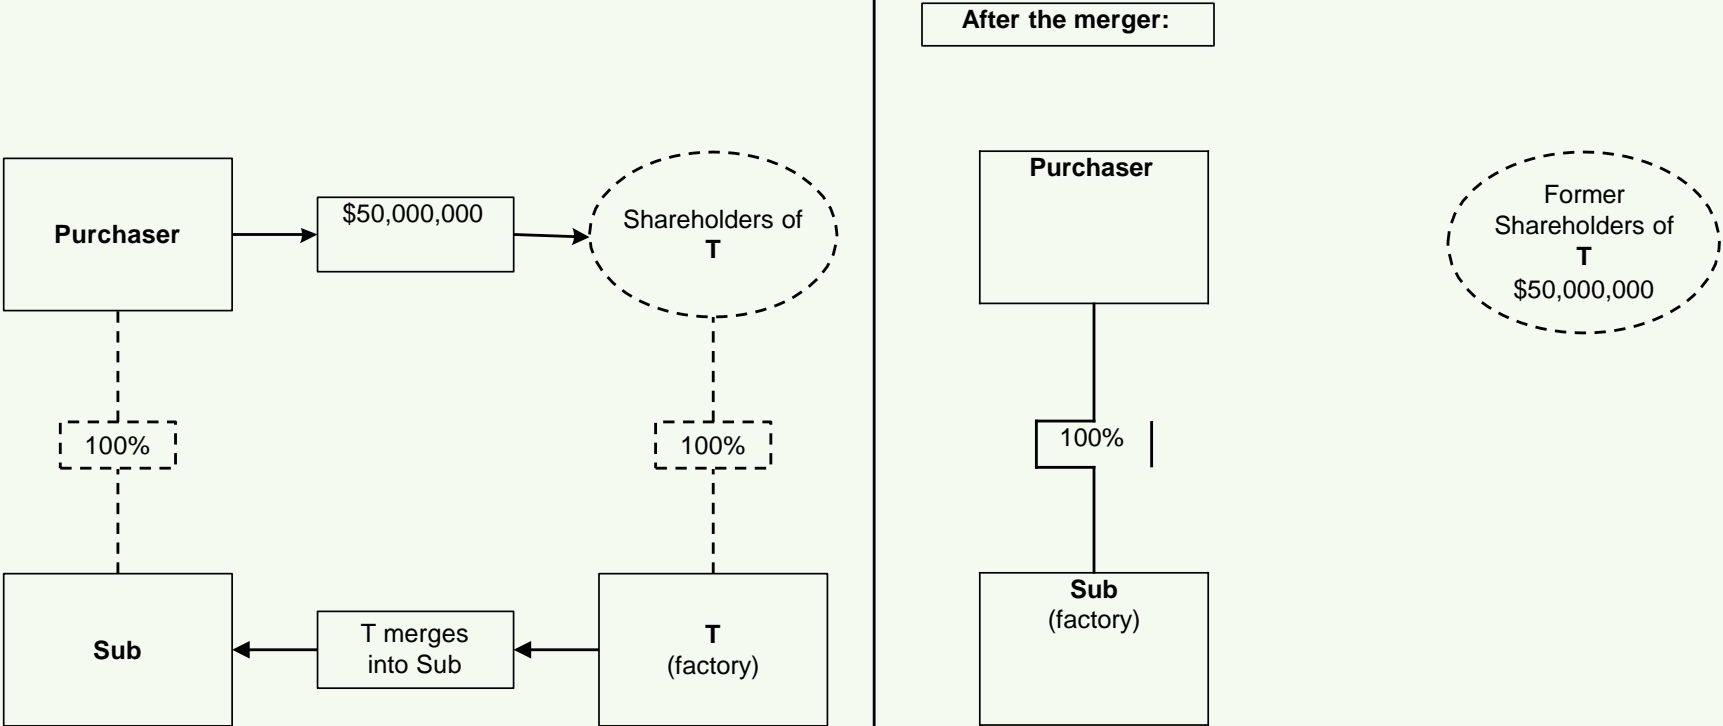 After the merger:
Purchaser
$50,000,000
Shareholders of
T
100%
100%
Sub
T merges
into Sub
T
(factory)
Purchaser
Former
Shareholders of
T
$50,000,000
100%
Sub
(factory)